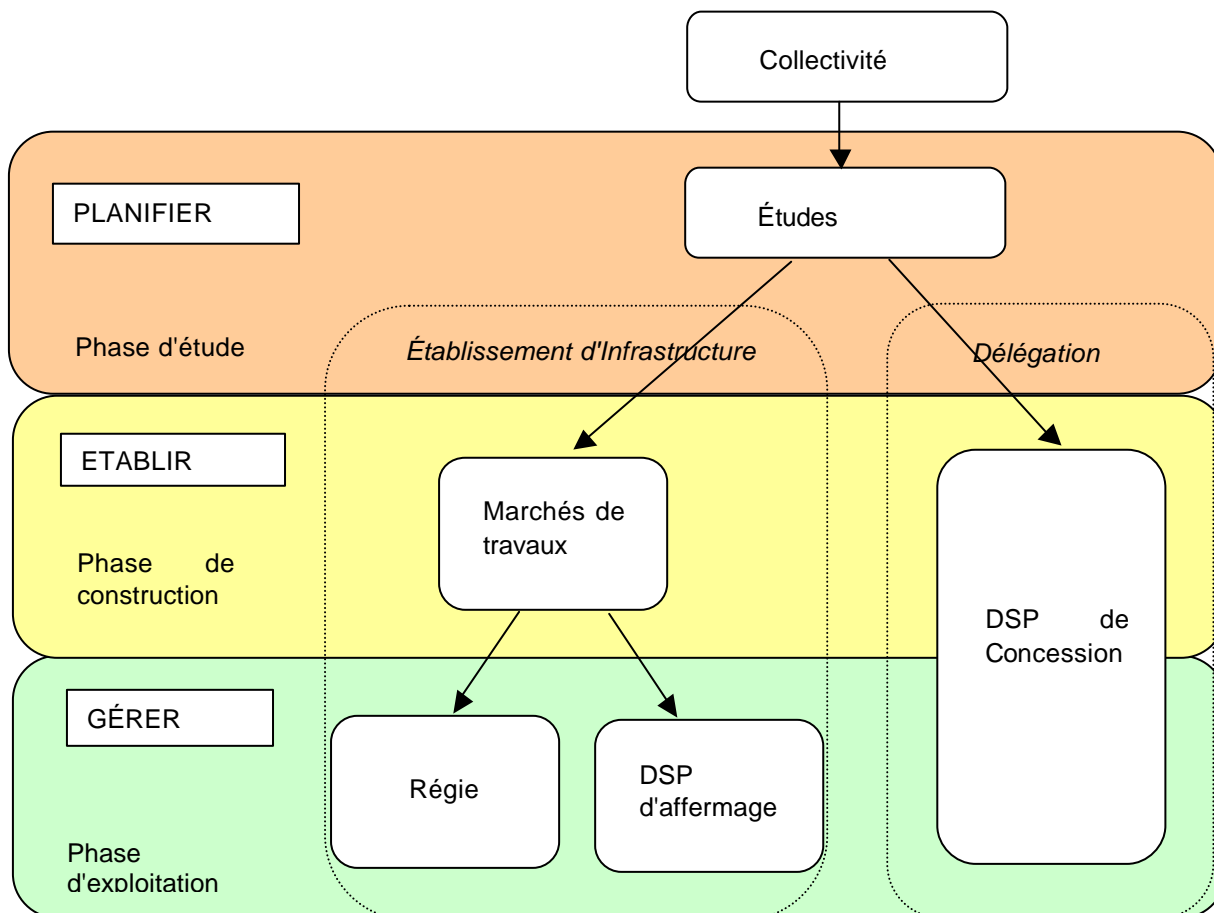 Collectivité
PLANIFIER
Études
Phase d'étude
Établissement d'Infrastructure
Délégation
ETABLIR
Marchés de
travaux
Phase de
construction
DSP de
Concession
GÉRER
Régie
DSP
d'affermage
Phase
d'exploitation